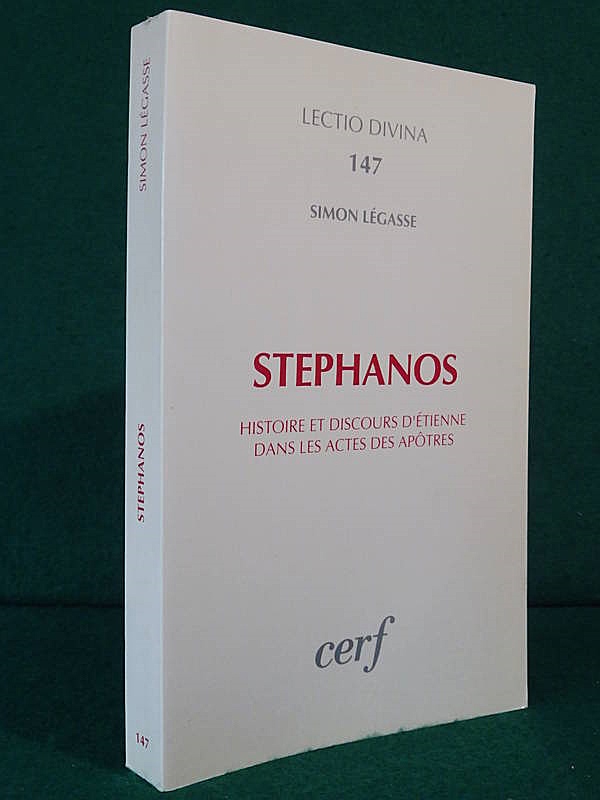 SIMON LÉGASSE
STEPHANOS
147
LECTIO DIVINA
147
SIMON LÉGASSE
STEPHANOS
HISTOIRE ET DISCOURS D'ÉTIENNE
DANS LES ACTES DES APÔTRES
cerf